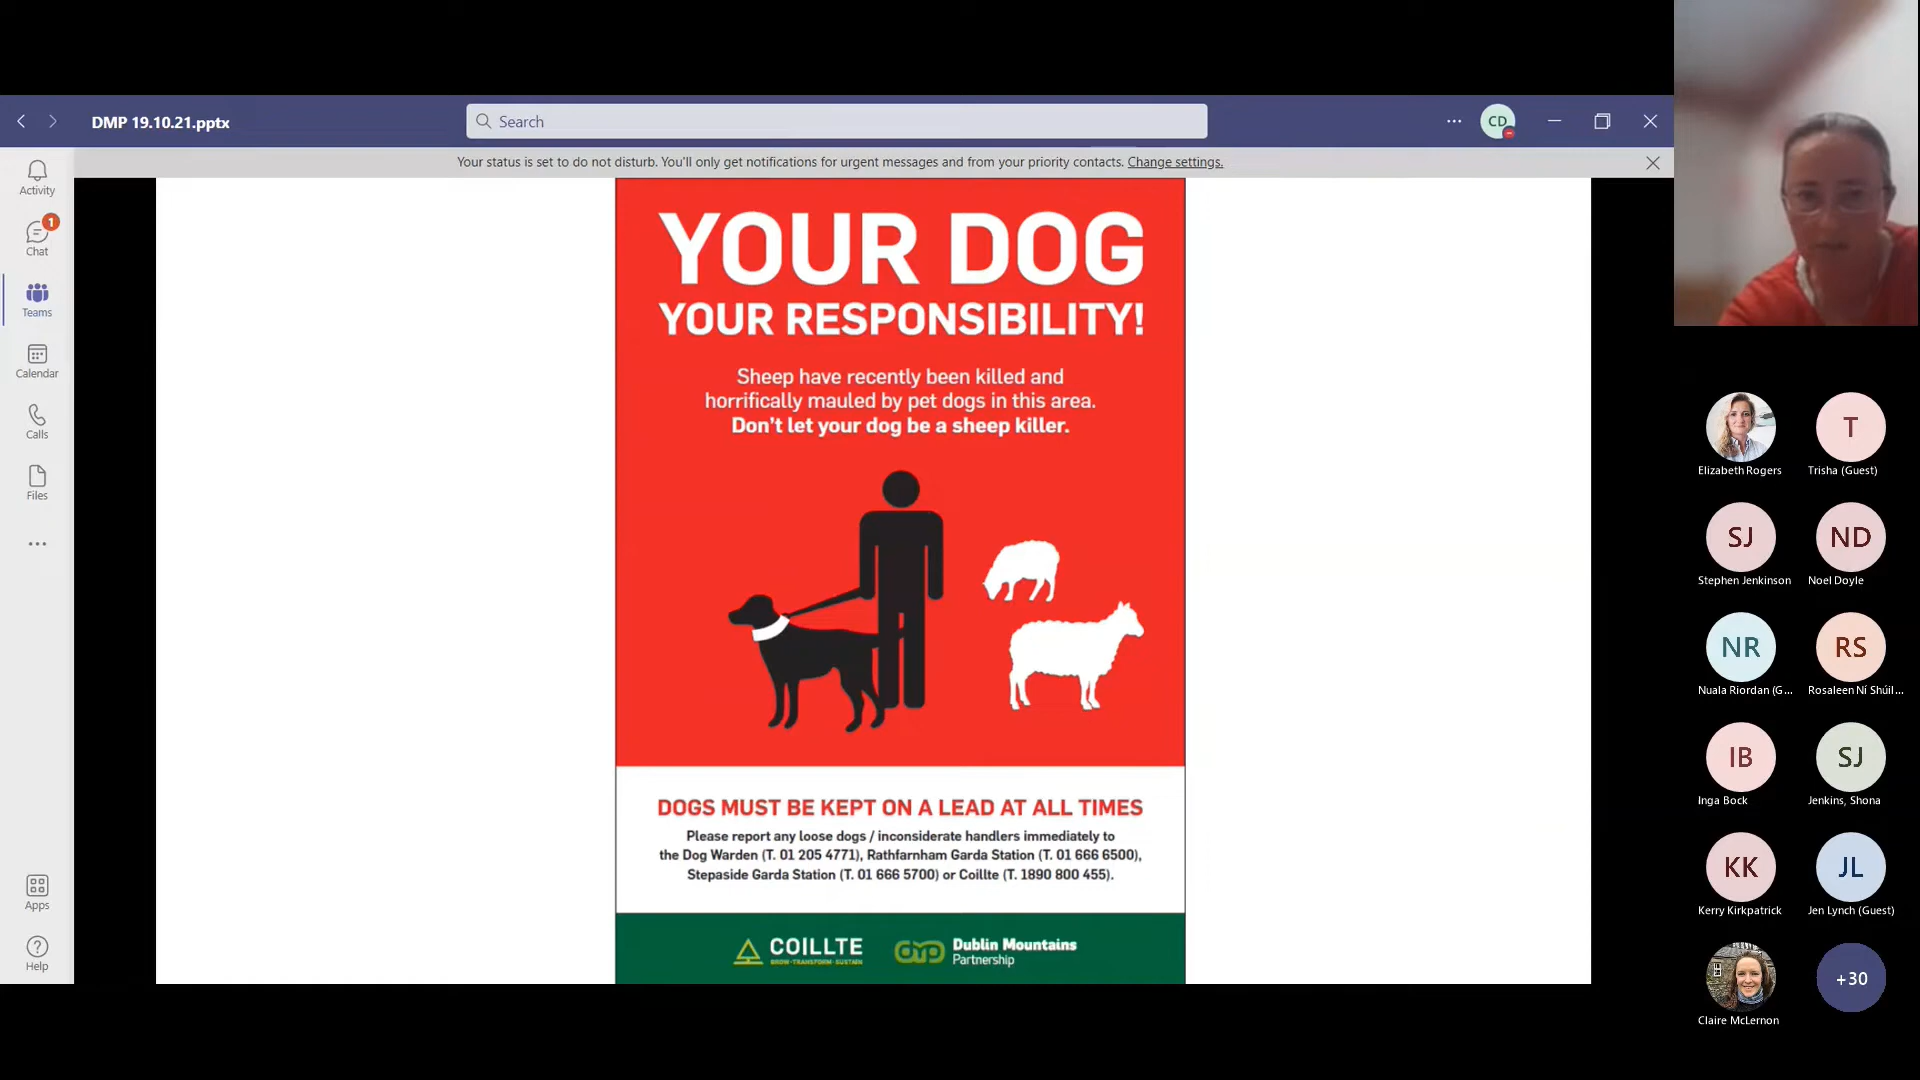 DMP 19.10.21.pptx
Search
CD
Your status is set to do not disturb. You'll only get notifications for urgent messages and from your priority contacts. Change settings.
Activity
1
Chat
Teams
Calendar
Calls
Files
Apps
Help
YOUR DOG
YOUR RESPONSIBILITY!
Sheep have recently been killed and
horrifically mauled by pet dogs in this area.
Don't let your dog be a sheep killer.
DOGS MUST BE KEPT ON A LEAD AT ALL TIMES
Please report any loose dogs / inconsiderate handlers immediately to
the Dog Warden (T. 01 205 4771), Rathfarnham Garda Station (T. 01 666 6500),
Stepaside Garda Station (T. 01 666 5700) or Coillte (T. 1890 800 455).
COILLTE
GROW · TRANSFORM · SUSTAIN
Dublin Mountains
Partnership
T
Elizabeth Rogers
Trisha (Guest)
SJ
ND
Stephen Jenkinson
Noel Doyle
NR
RS
Nuala Riordan (G...
Rosaleen Ní Shúil...
IB
SJ
Inga Bock
Jenkins, Shona
KK
JL
Kerry Kirkpatrick
Jen Lynch (Guest)
+30
Claire McLernon